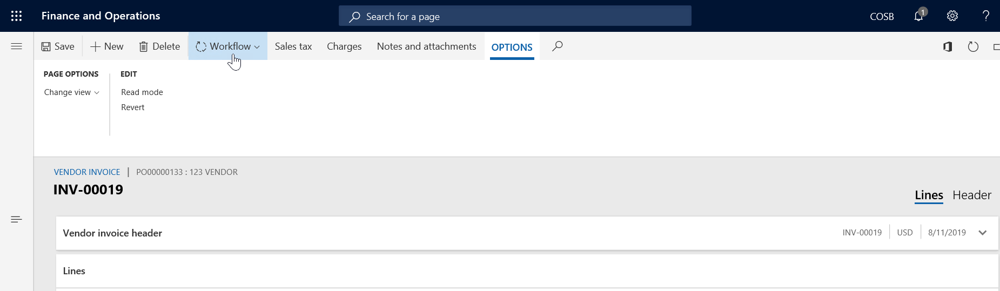 Finance and Operations
Search for a page
COSB
1
?
Save
New
Delete
Workflow
Sales tax
Charges
Notes and attachments
OPTIONS
PAGE OPTIONS
EDIT
Change view
Read mode
Revert
VENDOR INVOICE | PO00000133 : 123 VENDOR
INV-00019
Lines
Header
Vendor invoice header
INV-00019
USD
8/11/2019
Lines